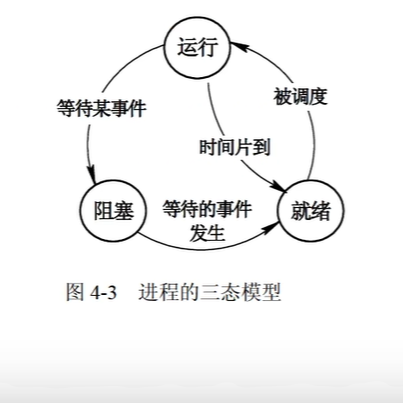 运行
等待某事件
被调度
时间片到
阻塞
等待的事件
发生
就绪
图 4-3 进程的三态模型